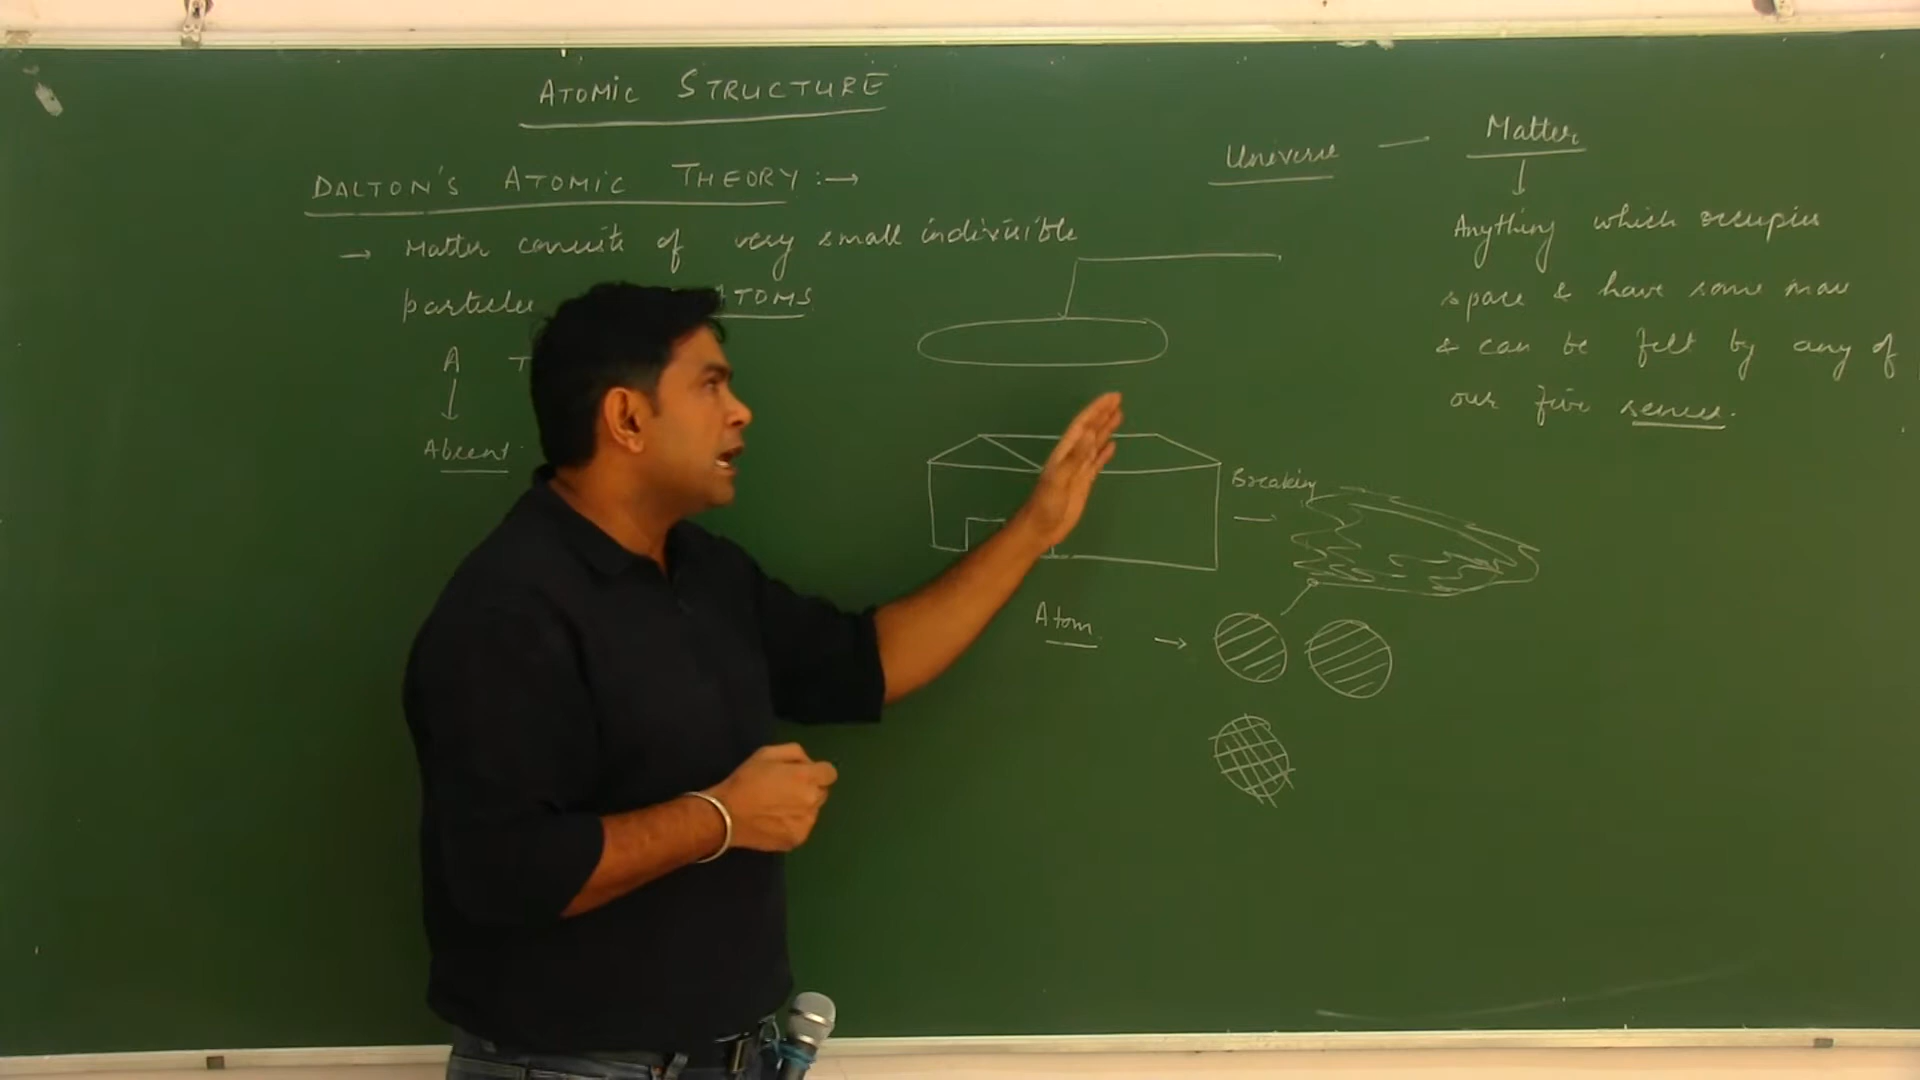 ATOMIC STRUCTURE
DALTON'S ATOMIC THEORY :→
→ Matter consists of very small indivisible
particles ATOMS
A T
↓
Absent.
Universe — Matter
↓
Anything which occupies
space & have some mass
& can be felt by any of
our five senses.
Breaking
→
Atom →